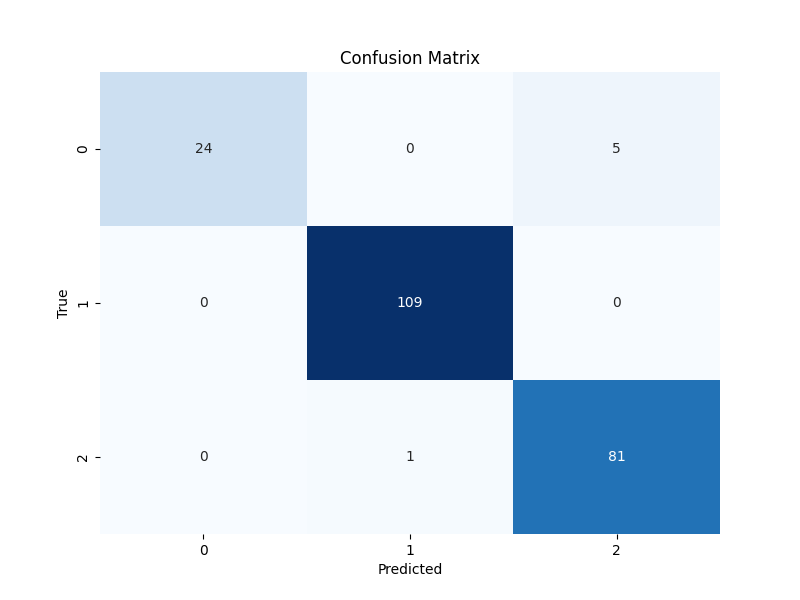 Confusion Matrix
0 24 0 5
1 0 109 0
2 0 1 81
0 1 2
True
Predicted